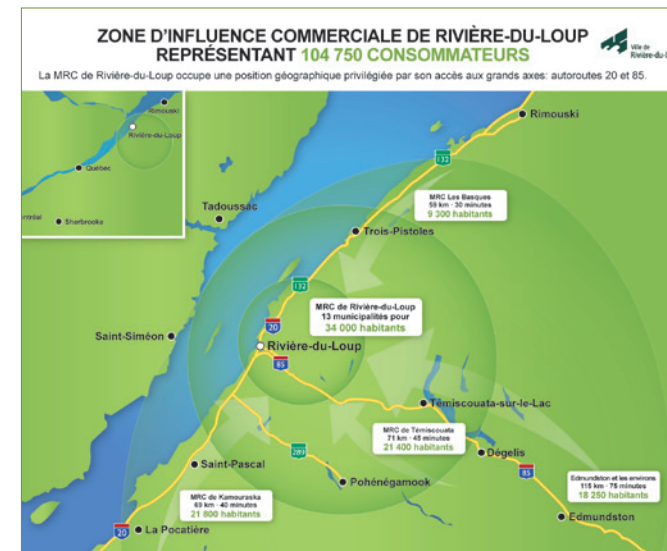 ZONE D'INFLUENCE COMMERCIALE DE RIVIÈRE-DU-LOUP
REPRÉSENTANT 104 750 CONSOMMATEURS
Ville de
Rivière-du-L
La MRC de Rivière-du-Loup occupe une position géographique privilégiée par son accès aux grands axes: autoroutes 20 et 85.
Rimouski
Rivière-du-Loup
Québec
ntréal
Sherbrooke
Rimouski
132
MRC Les Basques
59 km · 30 minutes
9 300 habitants
Tadoussac
Trois-Pistoles
132
MRC de Rivière-du-Loup
13 municipalités pour
34 000 habitants
20
Saint-Siméon
Rivière-du-Loup
85
Témiscouata-sur-le-Lac
MRC de Témiscouata
71 km · 45 minutes
21 400 habitants
289
Dégelis
Saint-Pascal
Pohénégamook
85
Edmundston et les environs
115 km · 75 minutes
18 250 habitants
MRC de Kamouraska
69 km · 40 minutes
21 800 habitants
Edmundston
20
La Pocatière